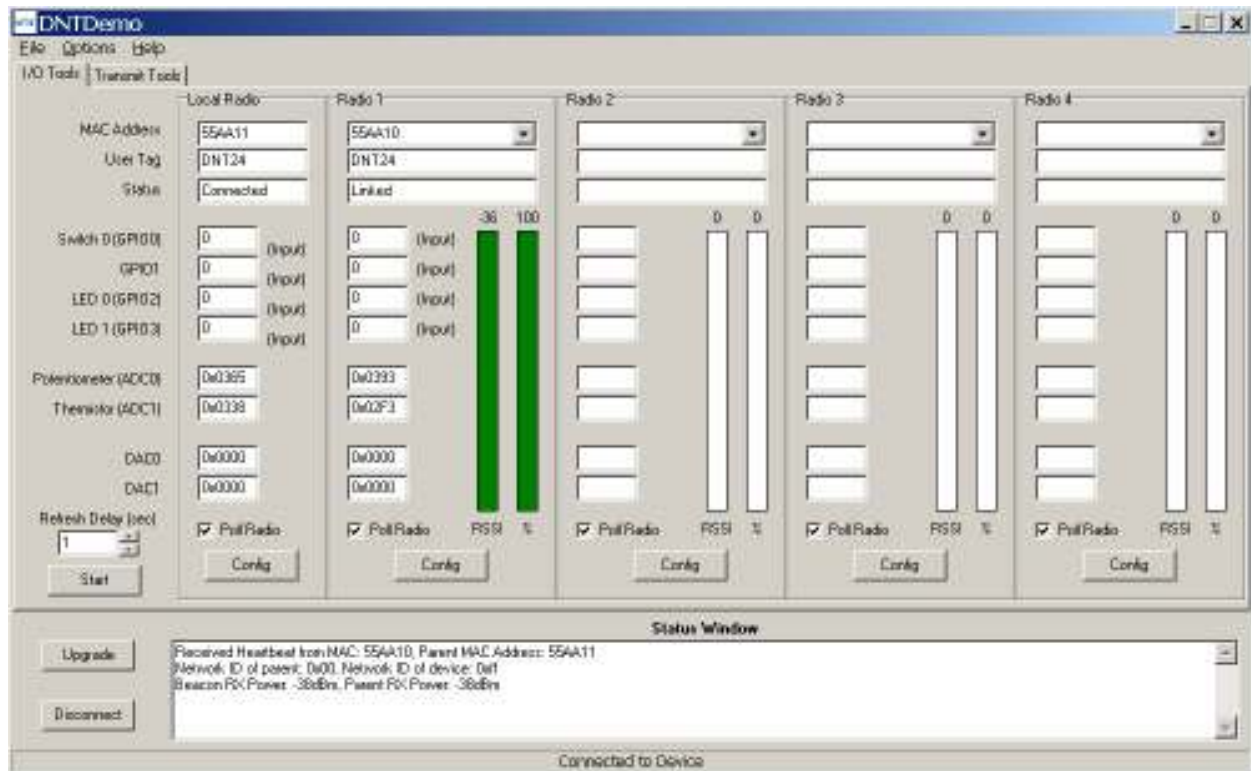 DNTDemo
File Options Help
I/O Tools Transmit Tools
Local Radio Radio 1 Radio 2 Radio 3 Radio 4
MAC Address 55AA11 55AA10
User Tag DNT24 DNT24
Status Connected Linked
-36 100 0 0 0 0 0 0
Switch 0 (GPIO0) 0 (Input) 0 (Input)
GPIO1 0 (Input) 0 (Input)
LED 0 (GPIO2) 0 (Input) 0 (Input)
LED 1 (GPIO3) 0 (Input) 0 (Input)
Potentiometer (ADC0) 0x0365 0x0393
Thermistor (ADC1) 0x0338 0x02F3
DAC0 0x0000 0x0000
DAC1 0x0000 0x0000
Refresh Delay (sec)
1
Poll Radio Poll Radio RSSI % Poll Radio RSSI % Poll Radio RSSI % Poll Radio RSSI %
Start Config Config Config Config Config
Status Window
Upgrade
Received Heartbeat from MAC: 55AA10, Parent MAC Address: 55AA11
Network ID of parent: 0x00, Network ID of device:
Beacon RX Power: Parent RX Power:
Disconnect
Connected to Device